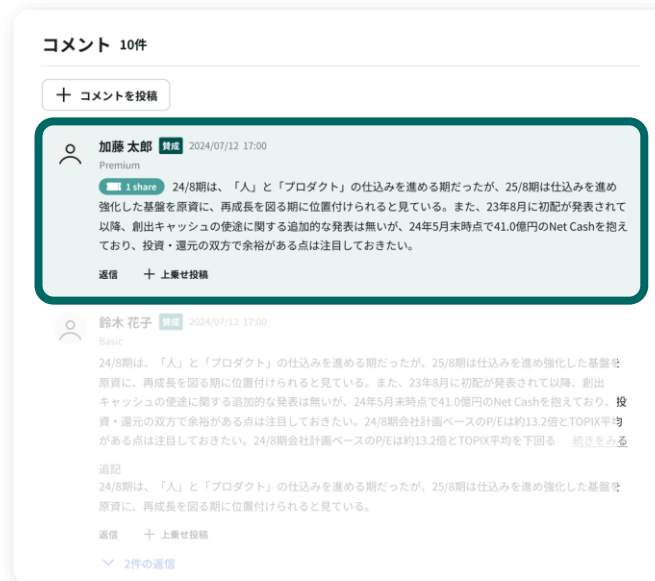 コメント 10件
＋ コメントを投稿
加藤 太郎 賛成 2024/07/12 17:00
Premium
1 share 24/8期は、「人」と「プロダクト」の仕込みを進める期だったが、25/8期は仕込みを進め
強化した基盤を原資に、再成長を図る期に位置付けられると見ている。また、23年8月に初配が発表されて
以降、創出キャッシュの使途に関する追加的な発表は無いが、24年5月末時点で41.0億円のNet Cashを抱え
ており、投資・還元の双方で余裕がある点は注目しておきたい。
返信 ＋ 上乗せ投稿
鈴木 花子 賛成 2024/07/12 17:00
Basic
24/8期は、「人」と「プロダクト」の仕込みを進める期だったが、25/8期は仕込みを進め強化した基盤を
原資に、再成長を図る期に位置付けられると見ている。また、23年8月に初配が発表されて以降、創出
キャッシュの使途に関する追加的な発表は無いが、24年5月末時点で41.0億円のNet Cashを抱えており、投
資・還元の双方で余裕がある点は注目しておきたい。24/8期会社計画ベースのP/Eは約13.2倍とTOPIX平均
がある点は注目しておきたい。24/8期会社計画ベースのP/Eは約13.2倍とTOPIX平均を下回る 続きをみる
追記
24/8期は、「人」と「プロダクト」の仕込みを進める期だったが、25/8期は仕込みを進め強化した基盤を
原資に、再成長を図る期に位置付けられると見ている。
返信 ＋ 上乗せ投稿
2件の返信